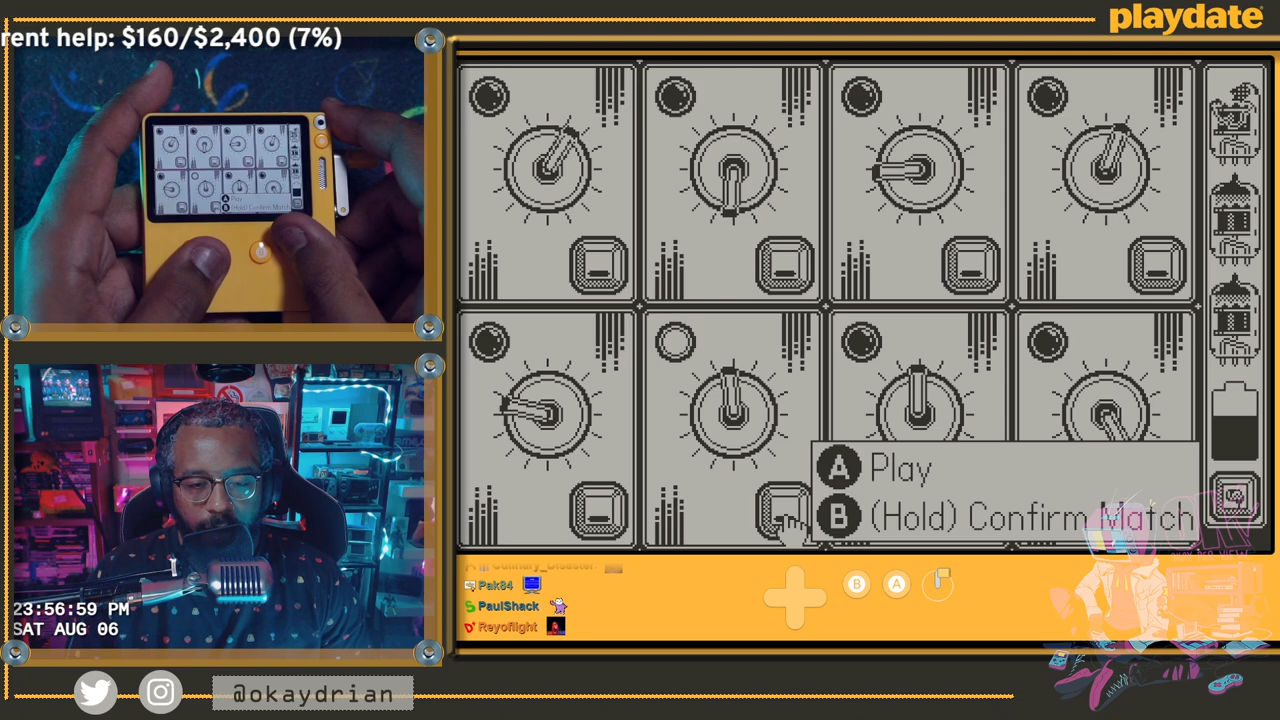 rent help: $160/$2,400 (7%)
playdate
A Play
B (Hold) Confirm Match
Culinary_Disaster
Pak84
PaulShack
Reyoflight
B A
23:56:59 PM
SAT AUG 06
@okaydrian